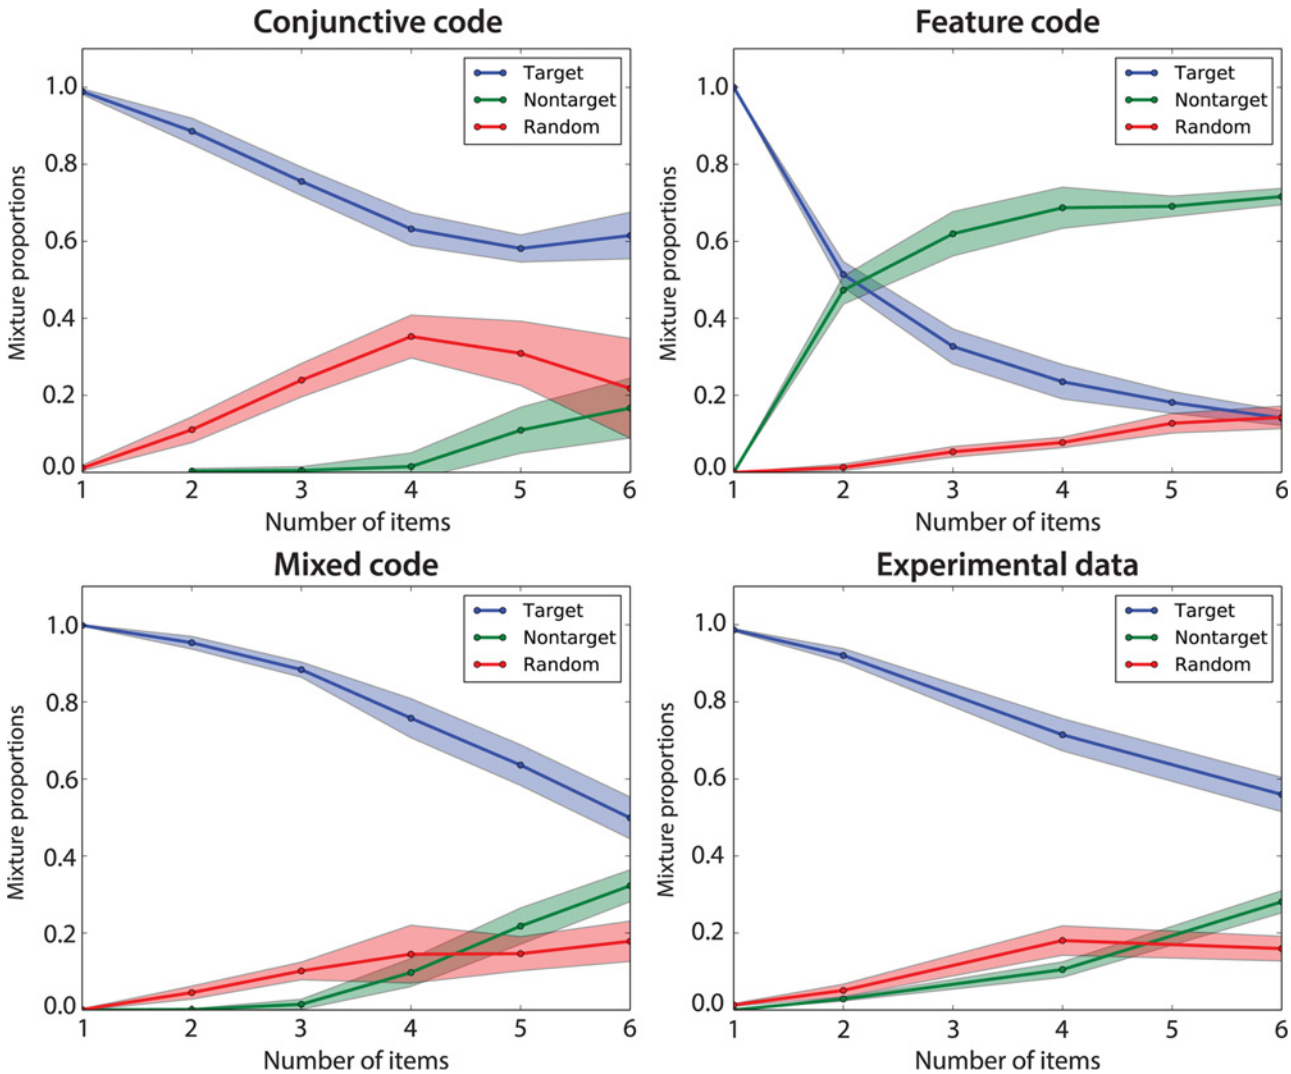 Conjunctive code
Feature code
Mixture proportions
1.0
0.8
0.6
0.4
0.2
0.0
Target
Nontarget
Random
1 2 3 4 5 6
Number of items
Mixture proportions
1.0
0.8
0.6
0.4
0.2
0.0
Target
Nontarget
Random
1 2 3 4 5 6
Number of items
Mixed code
Experimental data
Mixture proportions
1.0
0.8
0.6
0.4
0.2
0.0
Target
Nontarget
Random
1 2 3 4 5 6
Number of items
Mixture proportions
1.0
0.8
0.6
0.4
0.2
0.0
Target
Nontarget
Random
1 2 3 4 5 6
Number of items